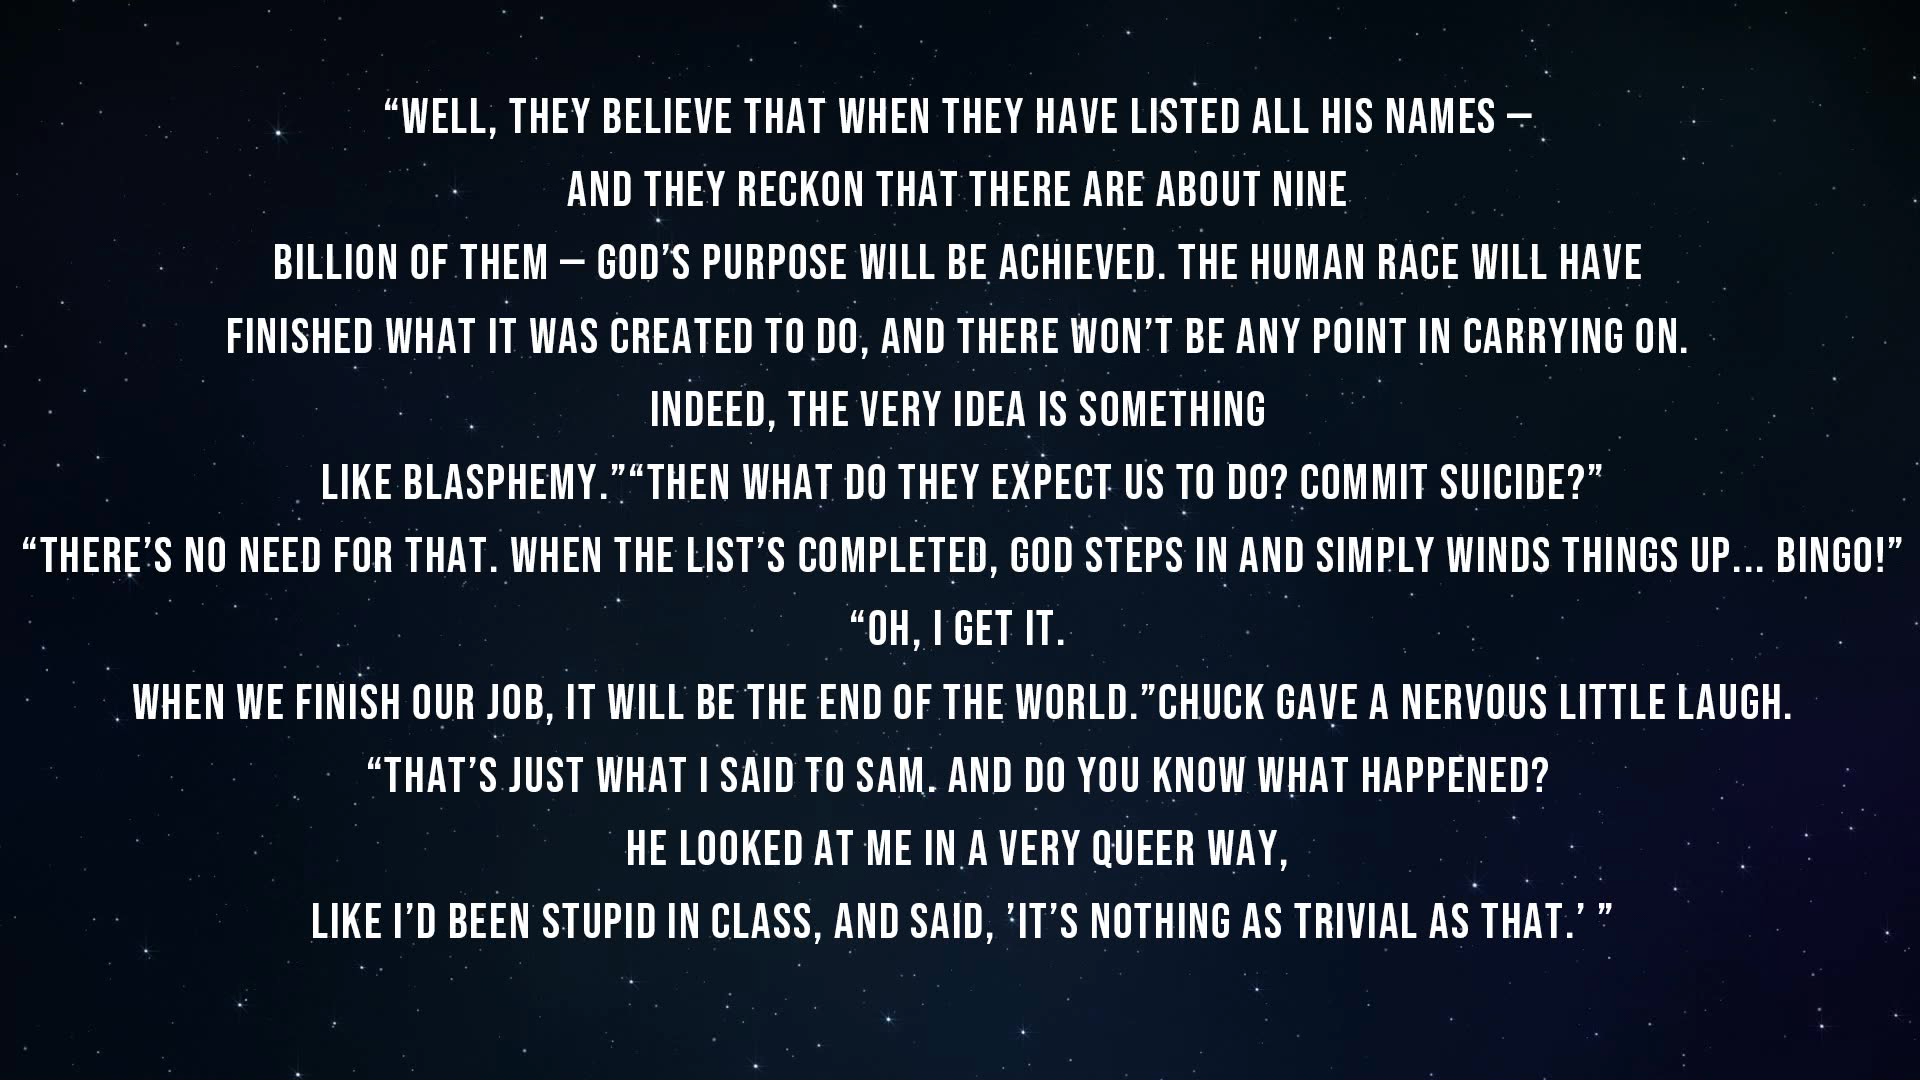 “WELL, THEY BELIEVE THAT WHEN THEY HAVE LISTED ALL HIS NAMES –
AND THEY RECKON THAT THERE ARE ABOUT NINE
BILLION OF THEM – GOD’S PURPOSE WILL BE ACHIEVED. THE HUMAN RACE WILL HAVE
FINISHED WHAT IT WAS CREATED TO DO, AND THERE WON’T BE ANY POINT IN CARRYING ON.
INDEED, THE VERY IDEA IS SOMETHING
LIKE BLASPHEMY.”“THEN WHAT DO THEY EXPECT US TO DO? COMMIT SUICIDE?”
“THERE’S NO NEED FOR THAT. WHEN THE LIST’S COMPLETED, GOD STEPS IN AND SIMPLY WINDS THINGS UP... BINGO!”
“OH, I GET IT.
WHEN WE FINISH OUR JOB, IT WILL BE THE END OF THE WORLD.”CHUCK GAVE A NERVOUS LITTLE LAUGH.
“THAT’S JUST WHAT I SAID TO SAM. AND DO YOU KNOW WHAT HAPPENED?
HE LOOKED AT ME IN A VERY QUEER WAY,
LIKE I’D BEEN STUPID IN CLASS, AND SAID, ’IT’S NOTHING AS TRIVIAL AS THAT.’ ”